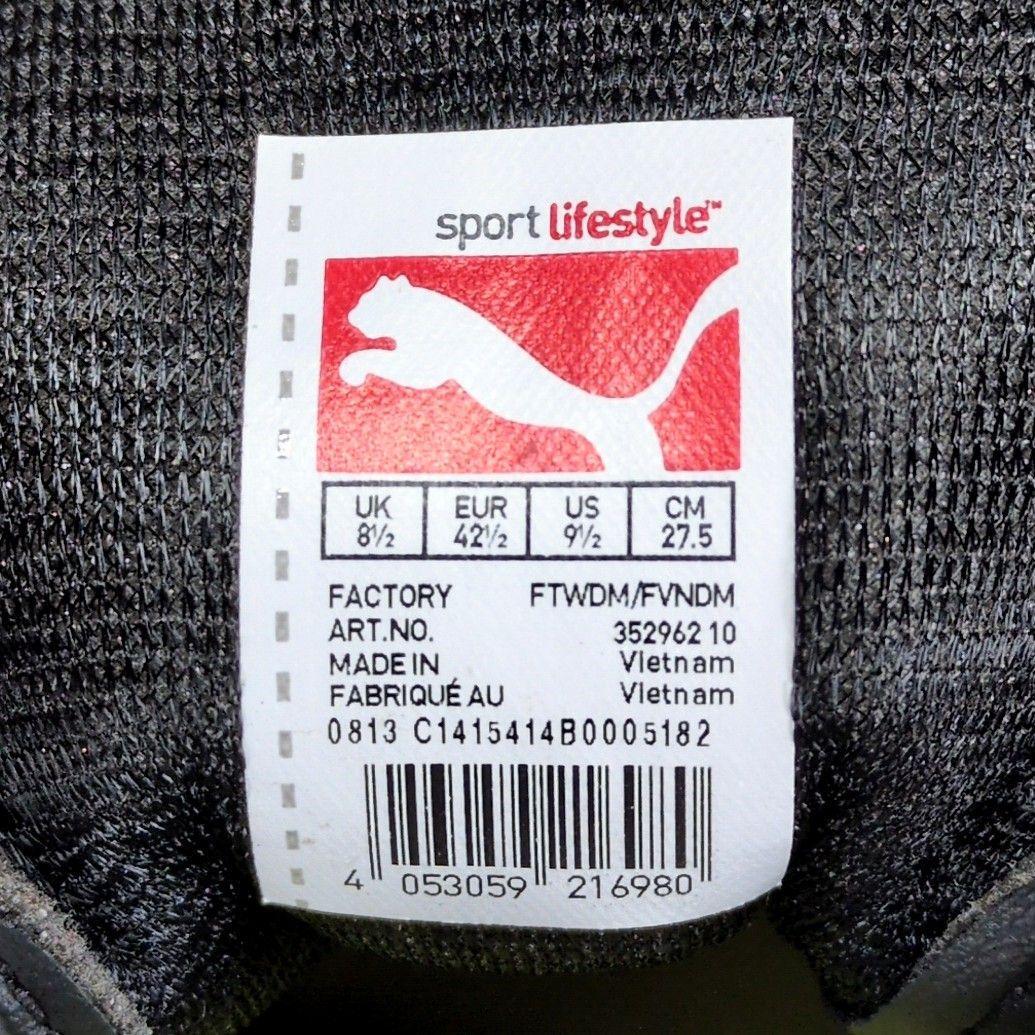 sport lifestyle™
UK EUR US CM
8½ 42½ 9½ 27.5
FACTORY FTWDM/FVNDM
ART.NO. 352962 10
MADE IN Vietnam
FABRIQUÉ AU Vietnam
0813 C1415414B0005182
4 053059 216980